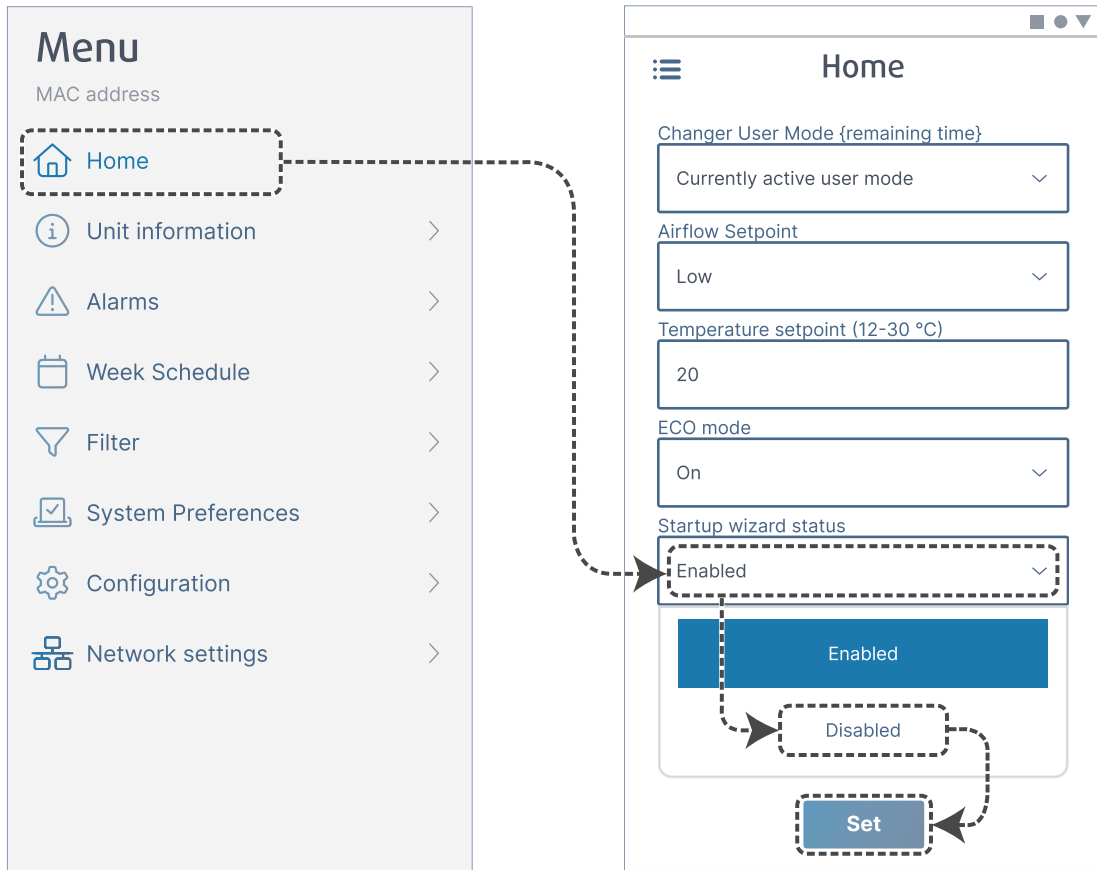 Menu
MAC address
Home
Unit information
Alarms
Week Schedule
Filter
System Preferences
Configuration
Network settings
Home
Changer User Mode {remaining time}
Currently active user mode
Airflow Setpoint
Low
Temperature setpoint (12-30 °C)
20
ECO mode
On
Startup wizard status
Enabled
Enabled
Disabled
Set